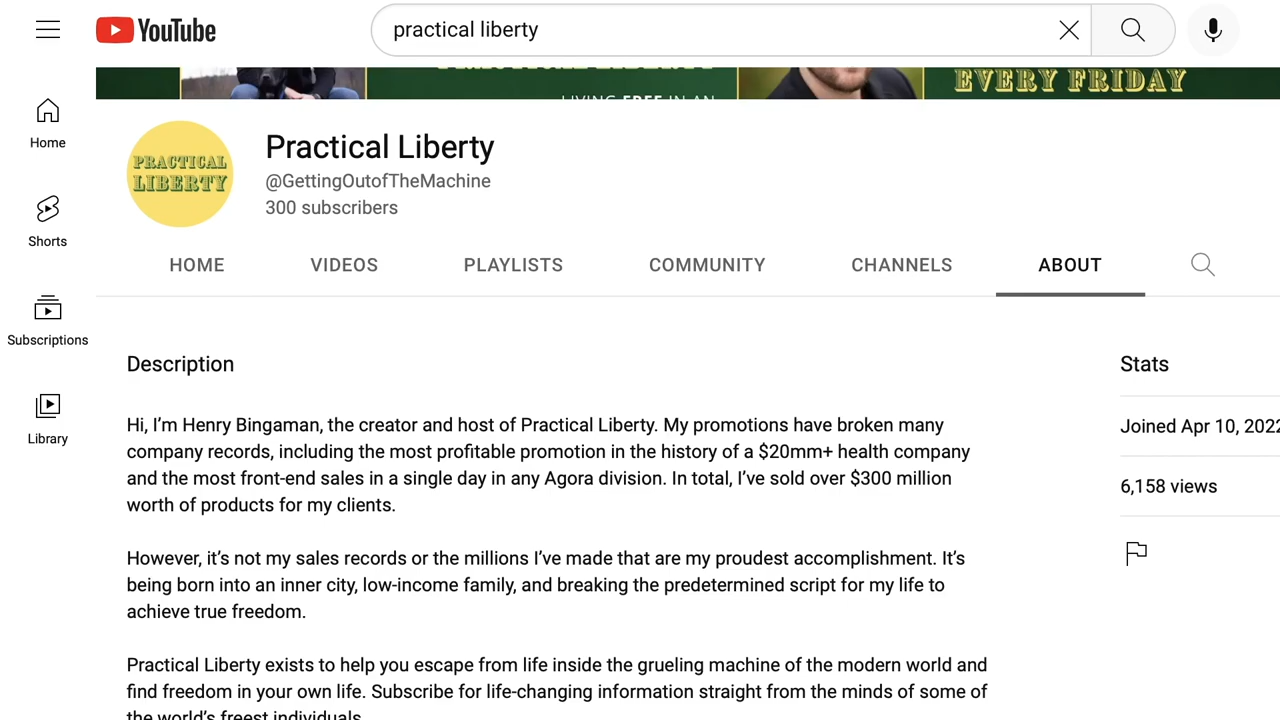 YouTube
practical liberty
EVERY FRIDAY
LIVING FREE IN AN
Home
Shorts
Subscriptions
Library
PRACTICAL
LIBERTY
Practical Liberty
@GettingOutofTheMachine
300 subscribers
HOME VIDEOS PLAYLISTS COMMUNITY CHANNELS ABOUT
Description
Hi, I’m Henry Bingaman, the creator and host of Practical Liberty. My promotions have broken many
company records, including the most profitable promotion in the history of a $20mm+ health company
and the most front-end sales in a single day in any Agora division. In total, I’ve sold over $300 million
worth of products for my clients.
However, it’s not my sales records or the millions I’ve made that are my proudest accomplishment. It’s
being born into an inner city, low-income family, and breaking the predetermined script for my life to
achieve true freedom.
Practical Liberty exists to help you escape from life inside the grueling machine of the modern world and
find freedom in your own life. Subscribe for life-changing information straight from the minds of some of
the world’s freest individuals.
Stats
Joined Apr 10, 2022
6,158 views